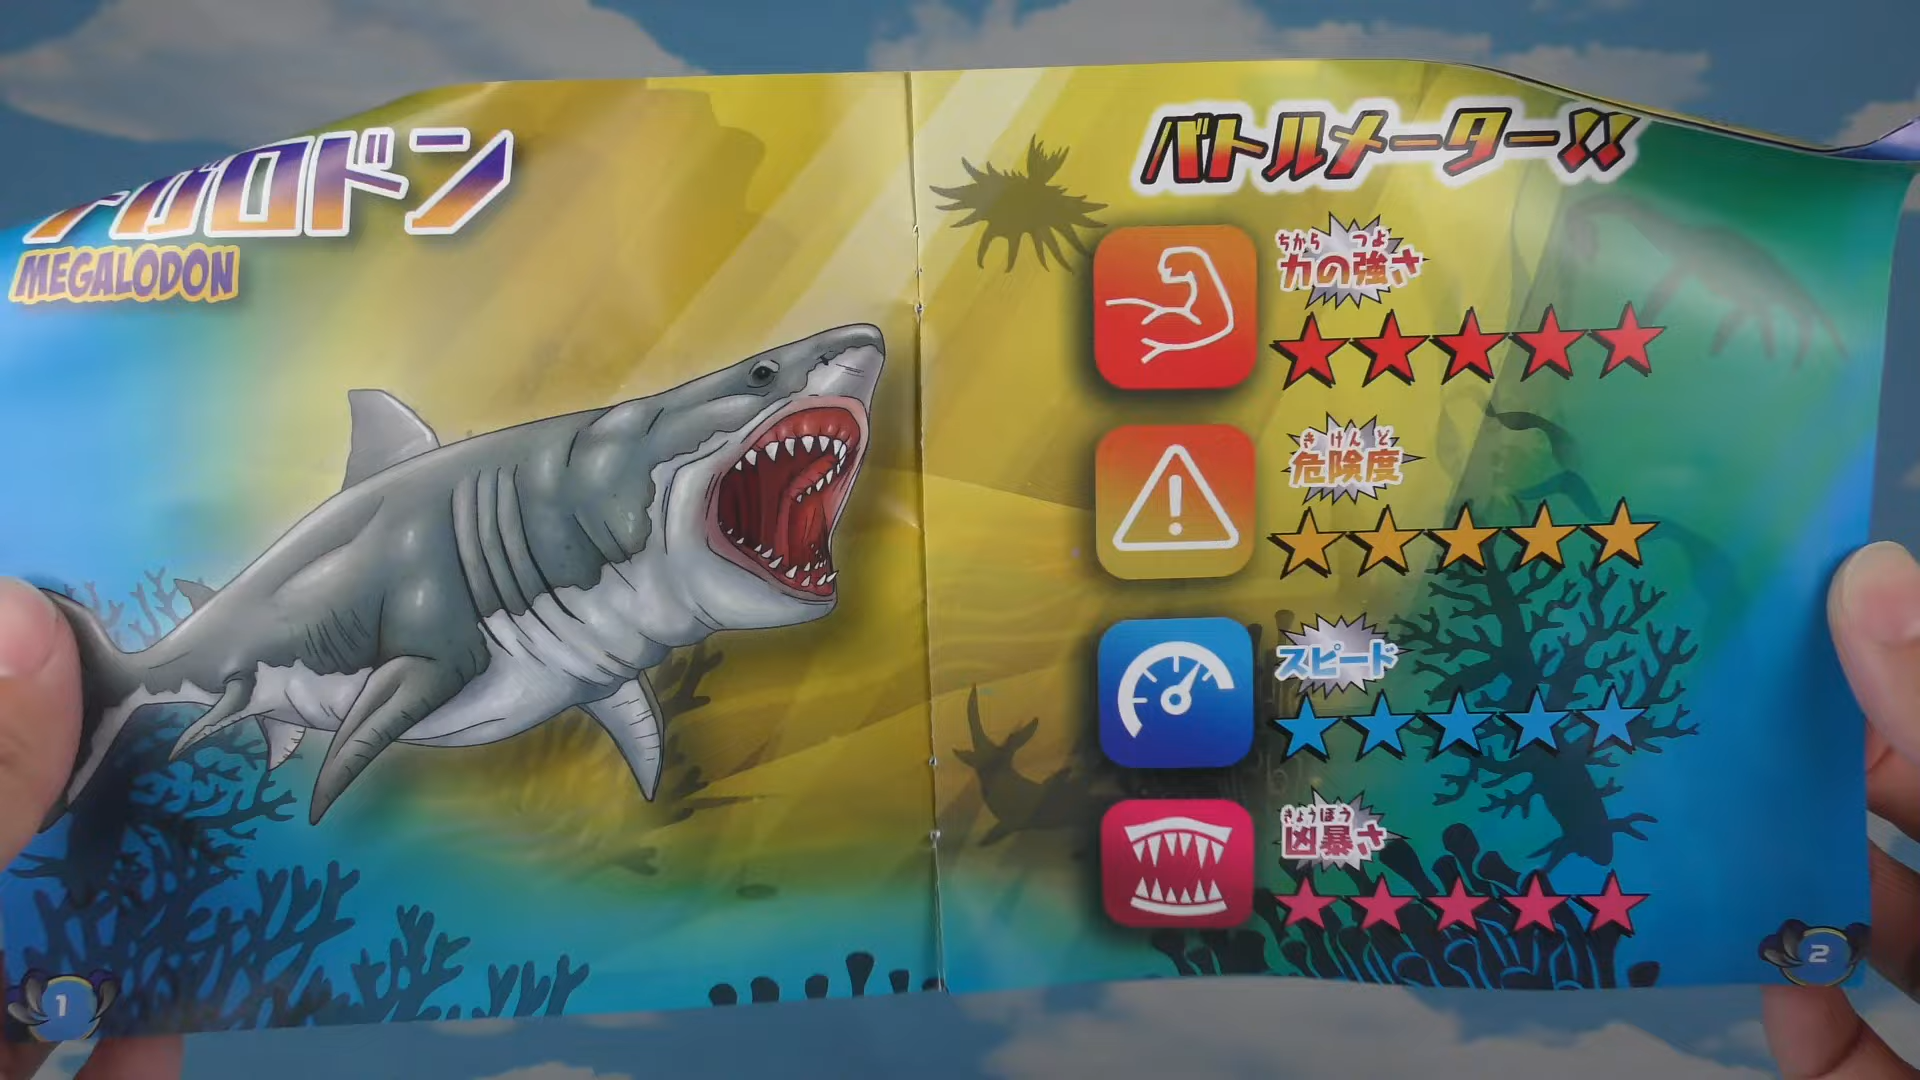 メガロドン
MEGALODON
1
バトルメーター!!
ちから つよ
力の強さ
きけんど
危険度
スピード
きょうぼう
凶暴さ
2